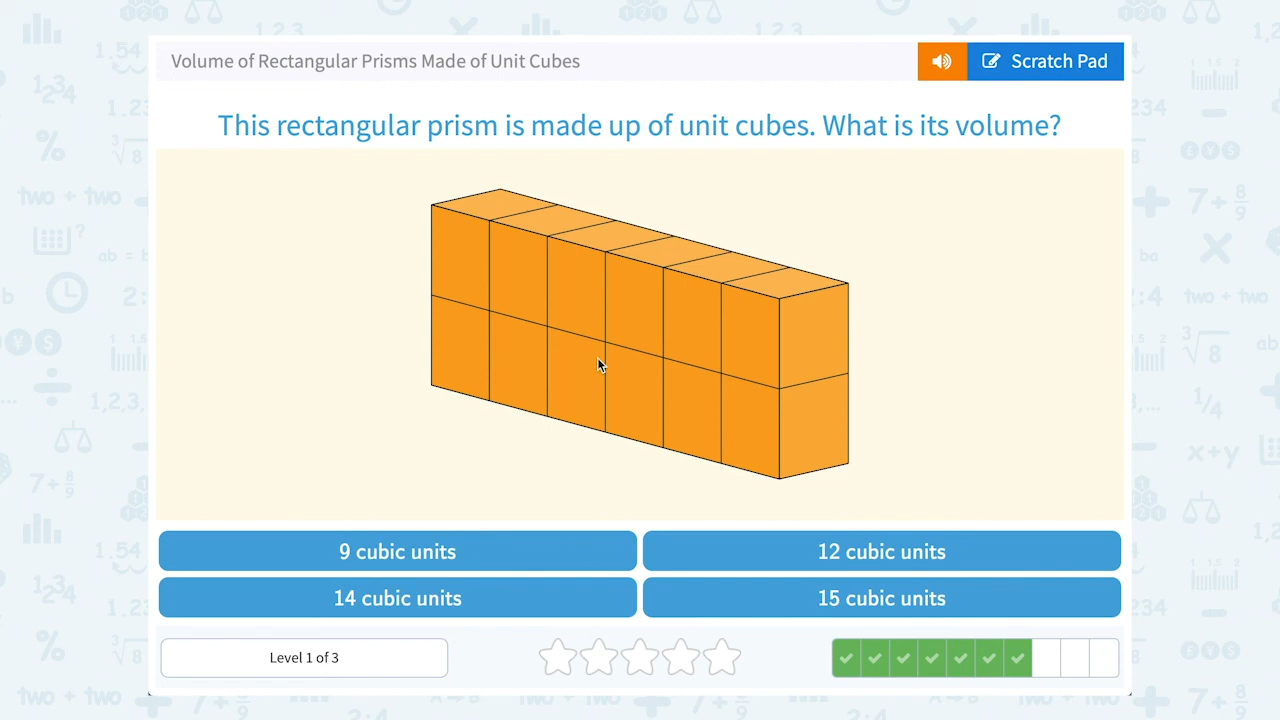 Volume of Rectangular Prisms Made of Unit Cubes
Scratch Pad
This rectangular prism is made up of unit cubes. What is its volume?
9 cubic units
12 cubic units
14 cubic units
15 cubic units
Level 1 of 3